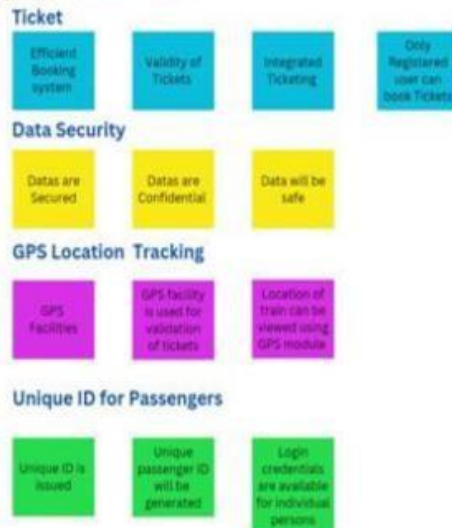 Ticket
Efficient
Booking
system
Validity of
Tickets
Integrated
Ticketing
Only
Registered
user can
book Tickets
Data Security
Datas are
Secured
Datas are
Confidential
Data will be
safe
GPS Location Tracking
GPS
Facilities
GPS facility
is used for
validation
of tickets
Location of
train can be
viewed using
GPS module
Unique ID for Passengers
Unique ID is
issued
Unique
passenger ID
will be
generated
Login
credentials
are available
for individual
persons